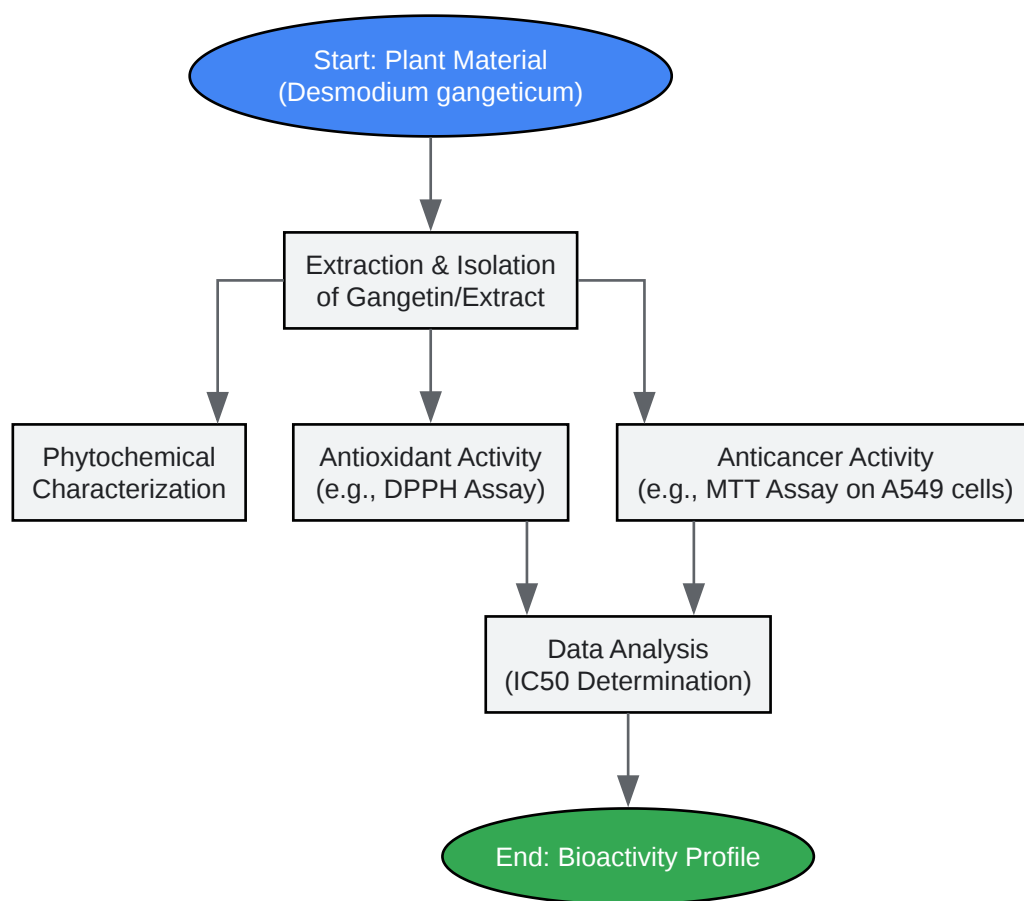 Start: Plant Material
(Desmodium gangeticum)
Extraction & Isolation
of Gangetin/Extract
Phytochemical
Characterization
Antioxidant Activity
(e.g., DPPH Assay)
Anticancer Activity
(e.g., MTT Assay on A549 cells)
Data Analysis
(IC50 Determination)
End: Bioactivity Profile